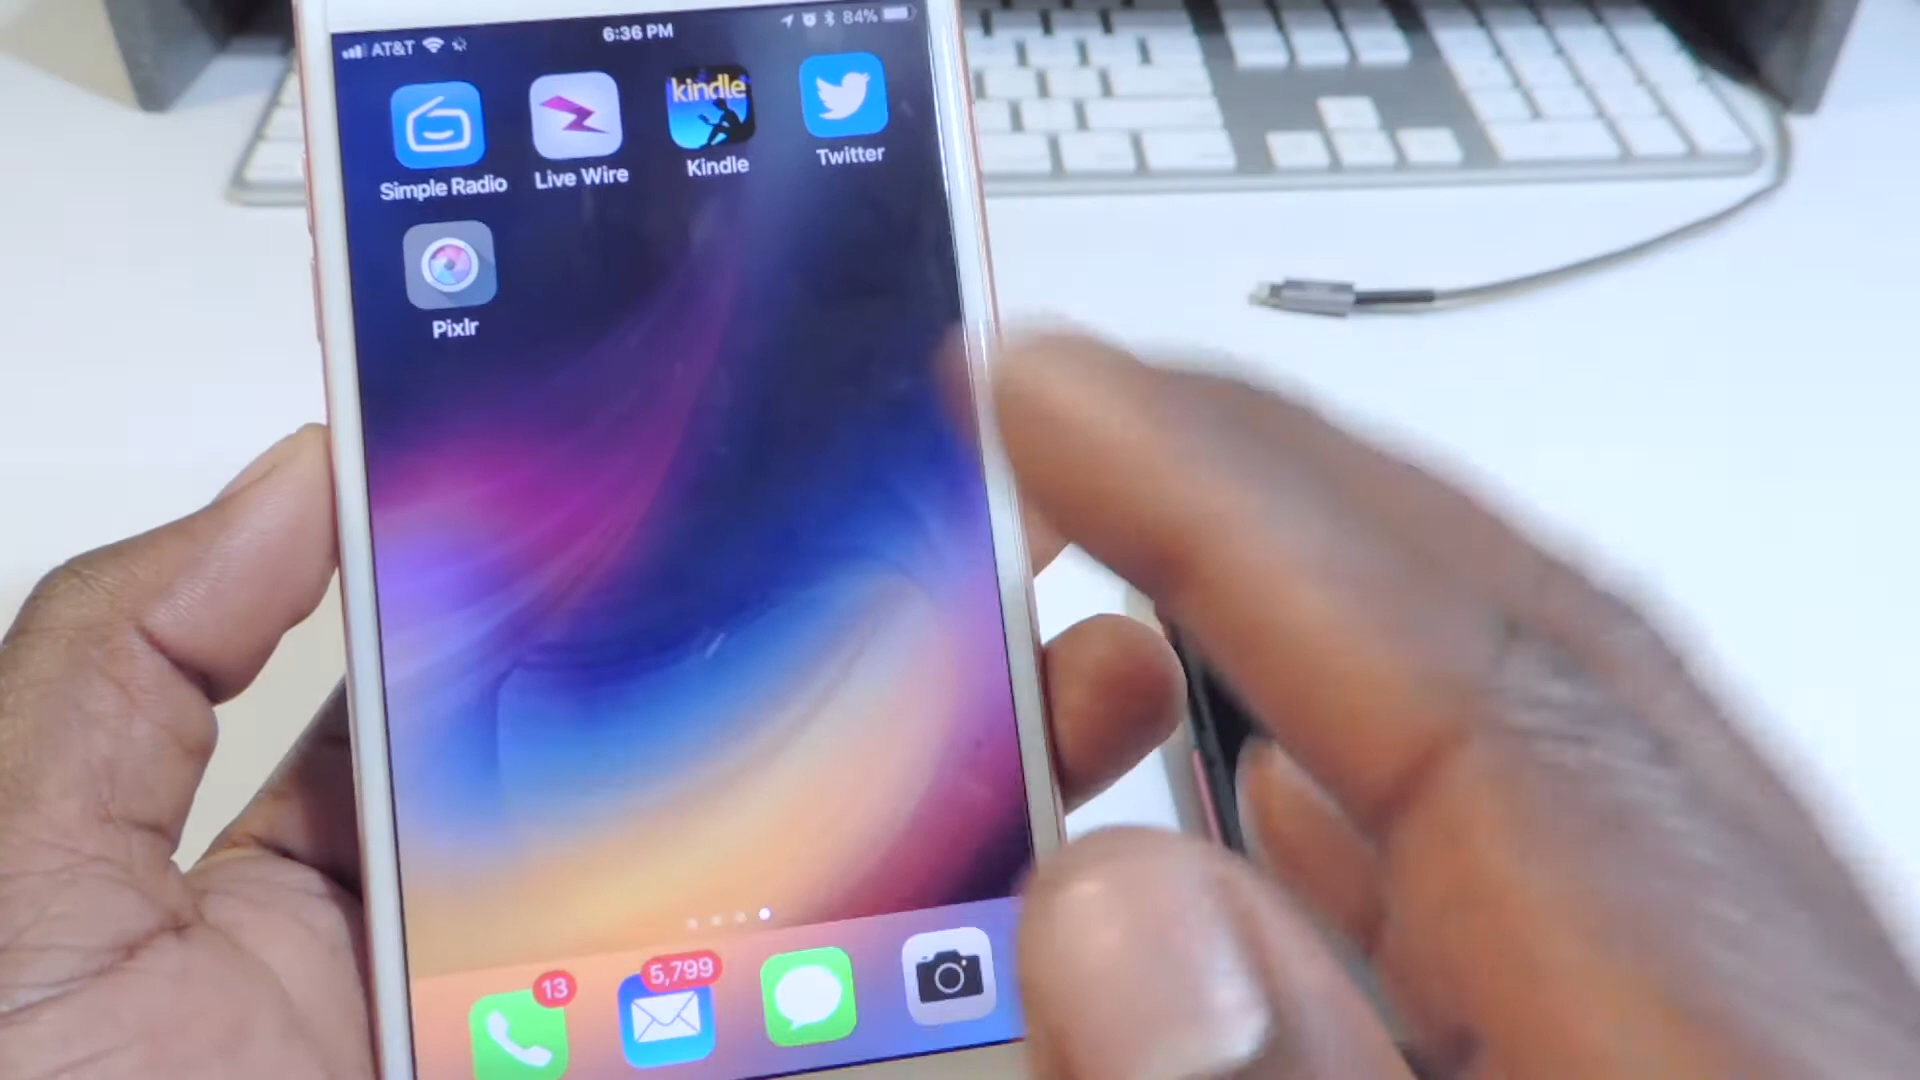 AT&T 6:36 PM 84%
kindle
Simple Radio Live Wire Kindle Twitter
Pixlr
13 5,799